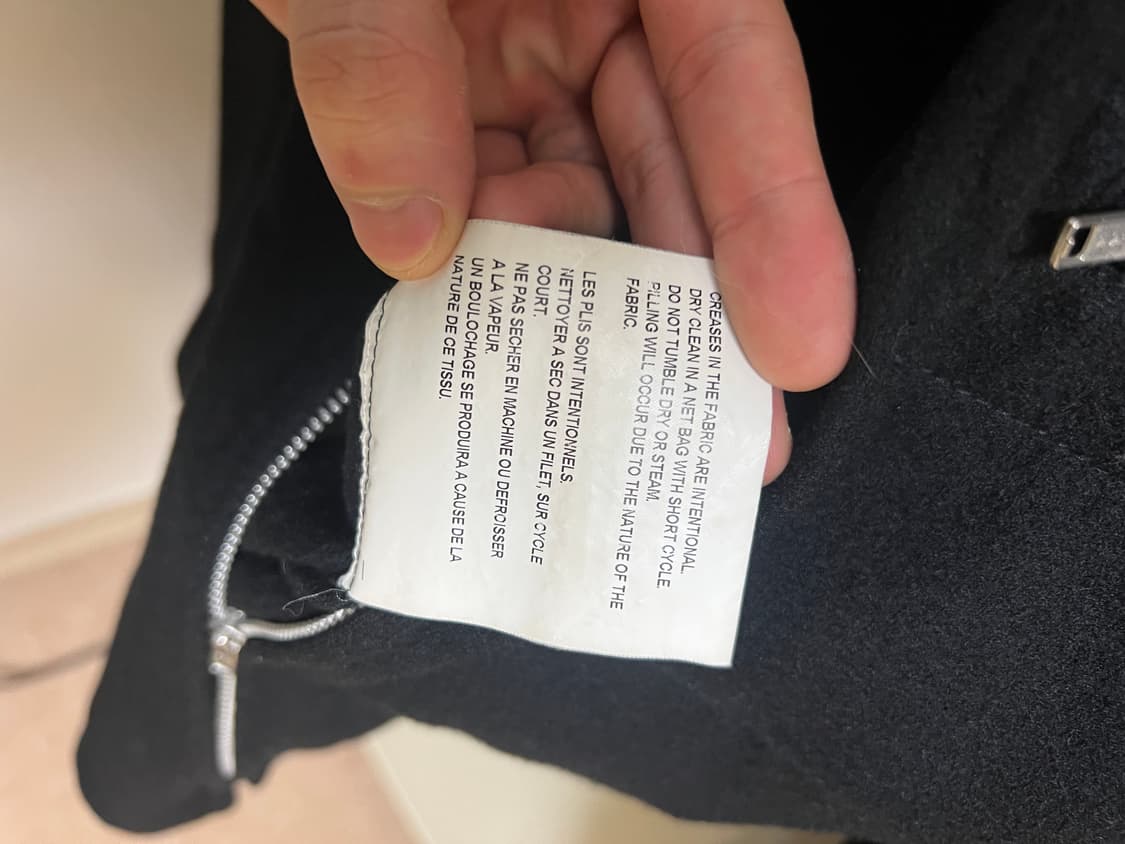 CREASES IN THE FABRIC ARE INTENTIONAL.
DRY CLEAN IN A NET BAG WITH SHORT CYCLE.
DO NOT TUMBLE DRY OR STEAM.
PILLING WILL OCCUR DUE TO THE NATURE OF THE
FABRIC.
LES PLIS SONT INTENTIONNELS.
NETTOYER A SEC DANS UN FILET, SUR CYCLE
COURT.
NE PAS SECHER EN MACHINE OU DEFROISSER
A LA VAPEUR.
UN BOULOCHAGE SE PRODUIRA A CAUSE DE LA
NATURE DE CE TISSU.